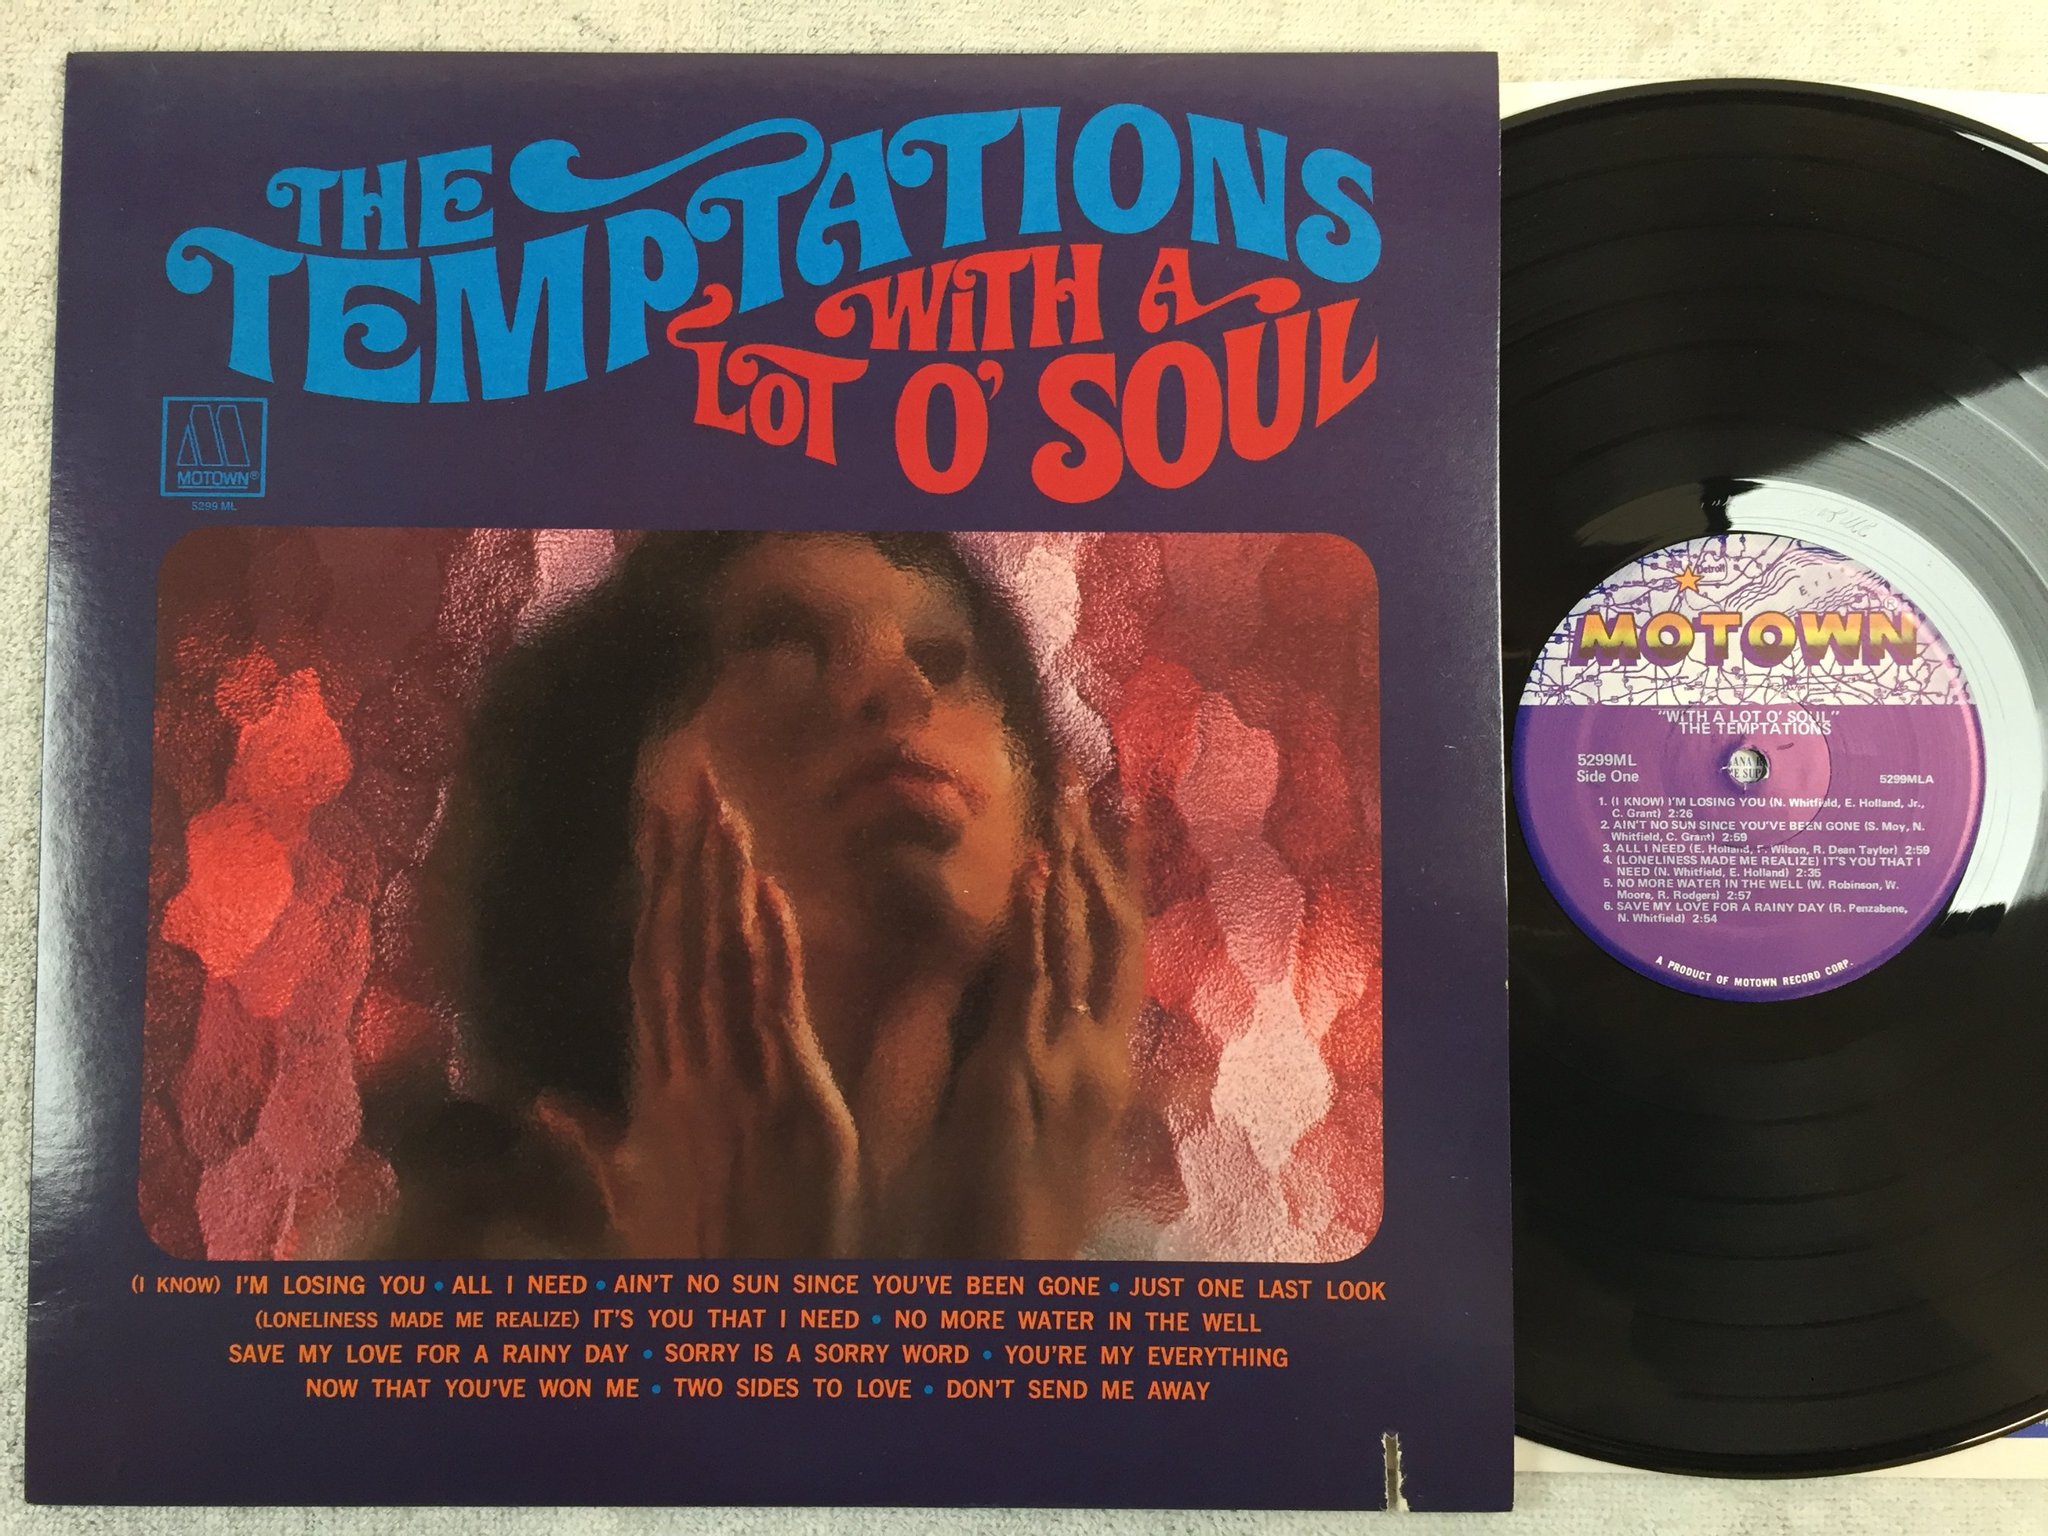 THE
TEMPTATIONS
WITH A
LOT O' SOUL
MOTOWN®
5299 ML
(I KNOW) I'M LOSING YOU • ALL I NEED • AIN'T NO SUN SINCE YOU'VE BEEN GONE • JUST ONE LAST LOOK
(LONELINESS MADE ME REALIZE) IT'S YOU THAT I NEED • NO MORE WATER IN THE WELL
SAVE MY LOVE FOR A RAINY DAY • SORRY IS A SORRY WORD • YOU'RE MY EVERYTHING
NOW THAT YOU'VE WON ME • TWO SIDES TO LOVE • DON'T SEND ME AWAY
Detroit
MOTOWN®
"WITH A LOT O' SOUL"
THE TEMPTATIONS
5299ML
Side One
5299MLA
1. (I KNOW) I'M LOSING YOU (N. Whitfield, E. Holland, Jr.,
C. Grant) 2:26
2. AIN'T NO SUN SINCE YOU'VE BEEN GONE (S. Moy, N.
Whitfield, C. Grant) 2:59
3. ALL I NEED (E. Holland, F. Wilson, R. Dean Taylor) 2:59
4. (LONELINESS MADE ME REALIZE) IT'S YOU THAT I
NEED (N. Whitfield, E. Holland) 2:35
5. NO MORE WATER IN THE WELL (W. Robinson, W.
Moore, R. Rodgers) 2:57
6. SAVE MY LOVE FOR A RAINY DAY (R. Penzabene,
N. Whitfield) 2:54
A PRODUCT OF MOTOWN RECORD CORP.